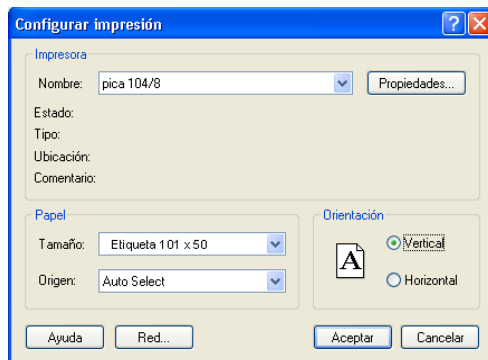 Configurar impresión
Impresora
Nombre: pica 104/8 Propiedades...
Estado:
Tipo:
Ubicación:
Comentario:
Papel
Tamaño: Etiqueta 101 x 50
Origen: Auto Select
Orientación
A
Vertical
Horizontal
Ayuda Red... Aceptar Cancelar